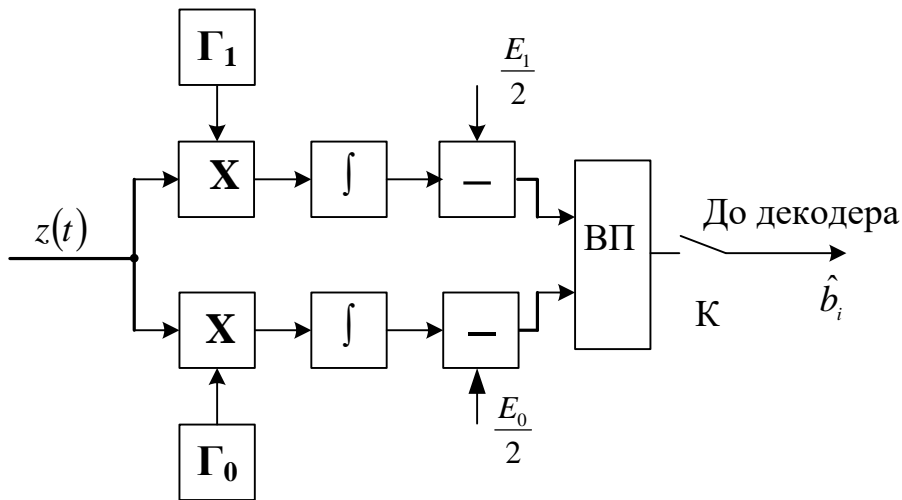 Г₁
E₁/2
X
∫
–
z(t)
ВП
До декодера
b̂ᵢ
К
X
∫
–
E₀/2
Г₀